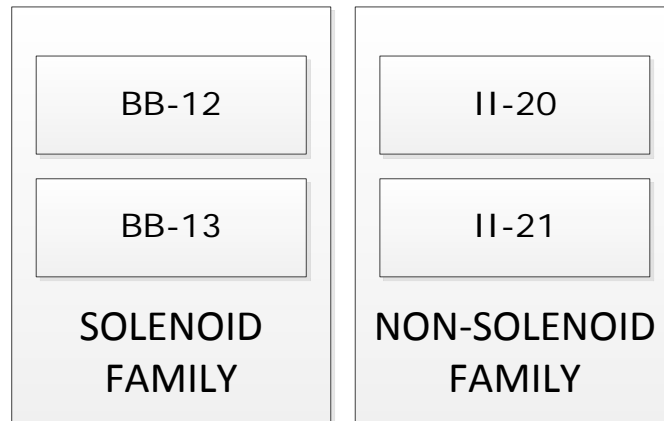 BB-12
BB-13
SOLENOID
FAMILY
II-20
II-21
NON-SOLENOID
FAMILY